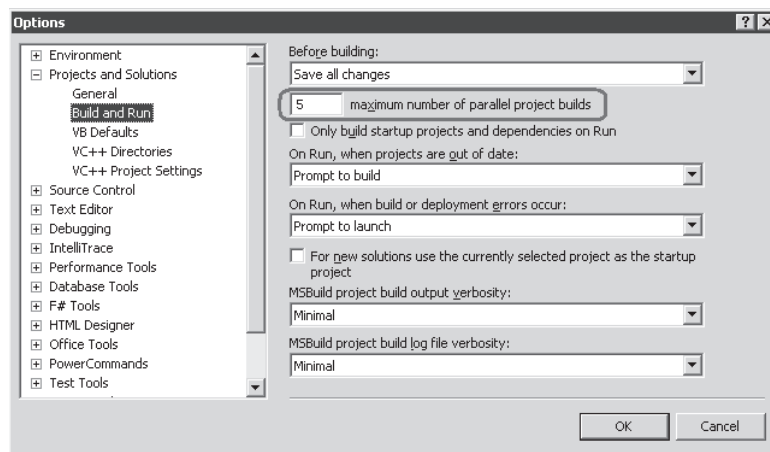 Options
Environment
Projects and Solutions
General
Build and Run
VB Defaults
VC++ Directories
VC++ Project Settings
Source Control
Text Editor
Debugging
IntelliTrace
Performance Tools
Database Tools
F# Tools
HTML Designer
Office Tools
PowerCommands
Test Tools
Before building:
Save all changes
5 maximum number of parallel project builds
Only build startup projects and dependencies on Run
On Run, when projects are out of date:
Prompt to build
On Run, when build or deployment errors occur:
Prompt to launch
For new solutions use the currently selected project as the startup
project
MSBuild project build output verbosity:
Minimal
MSBuild project build log file verbosity:
Minimal
OK
Cancel